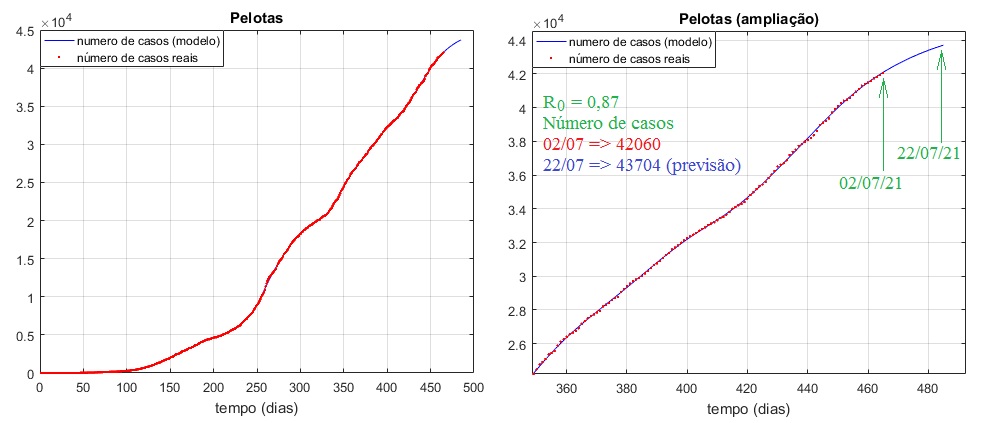 Pelotas
×10⁴
numero de casos (modelo)
número de casos reais
4.5
4
3.5
3
2.5
2
1.5
1
0.5
0
0 50 100 150 200 250 300 350 400 450 500
tempo (dias)
Pelotas (ampliação)
×10⁴
numero de casos (modelo)
número de casos reais
4.4
4.2
4
3.8
3.6
3.4
3.2
3
2.8
2.6
R0 = 0,87
Número de casos
02/07 => 42060
22/07 => 43704 (previsão)
22/07/21
02/07/21
360 380 400 420 440 460 480
tempo (dias)